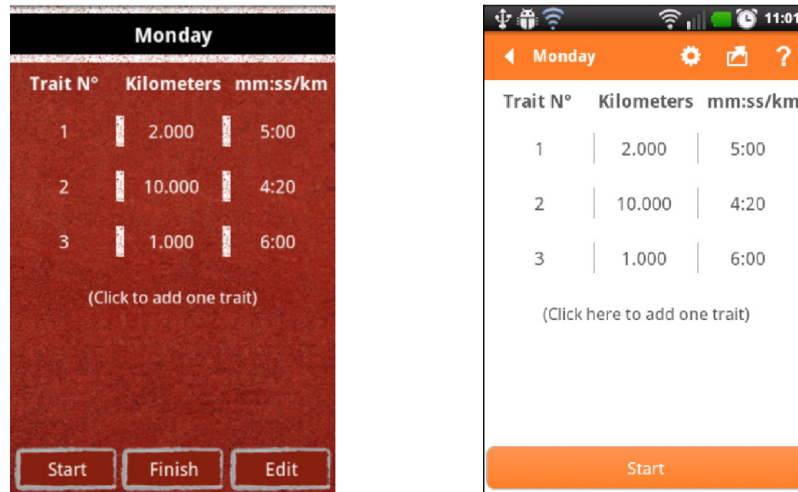 Monday
Trait N° Kilometers mm:ss/km
1 2.000 5:00
2 10.000 4:20
3 1.000 6:00
(Click to add one trait)
Start Finish Edit
11:01
Monday ?
Trait N° Kilometers mm:ss/km
1 2.000 5:00
2 10.000 4:20
3 1.000 6:00
(Click here to add one trait)
Start